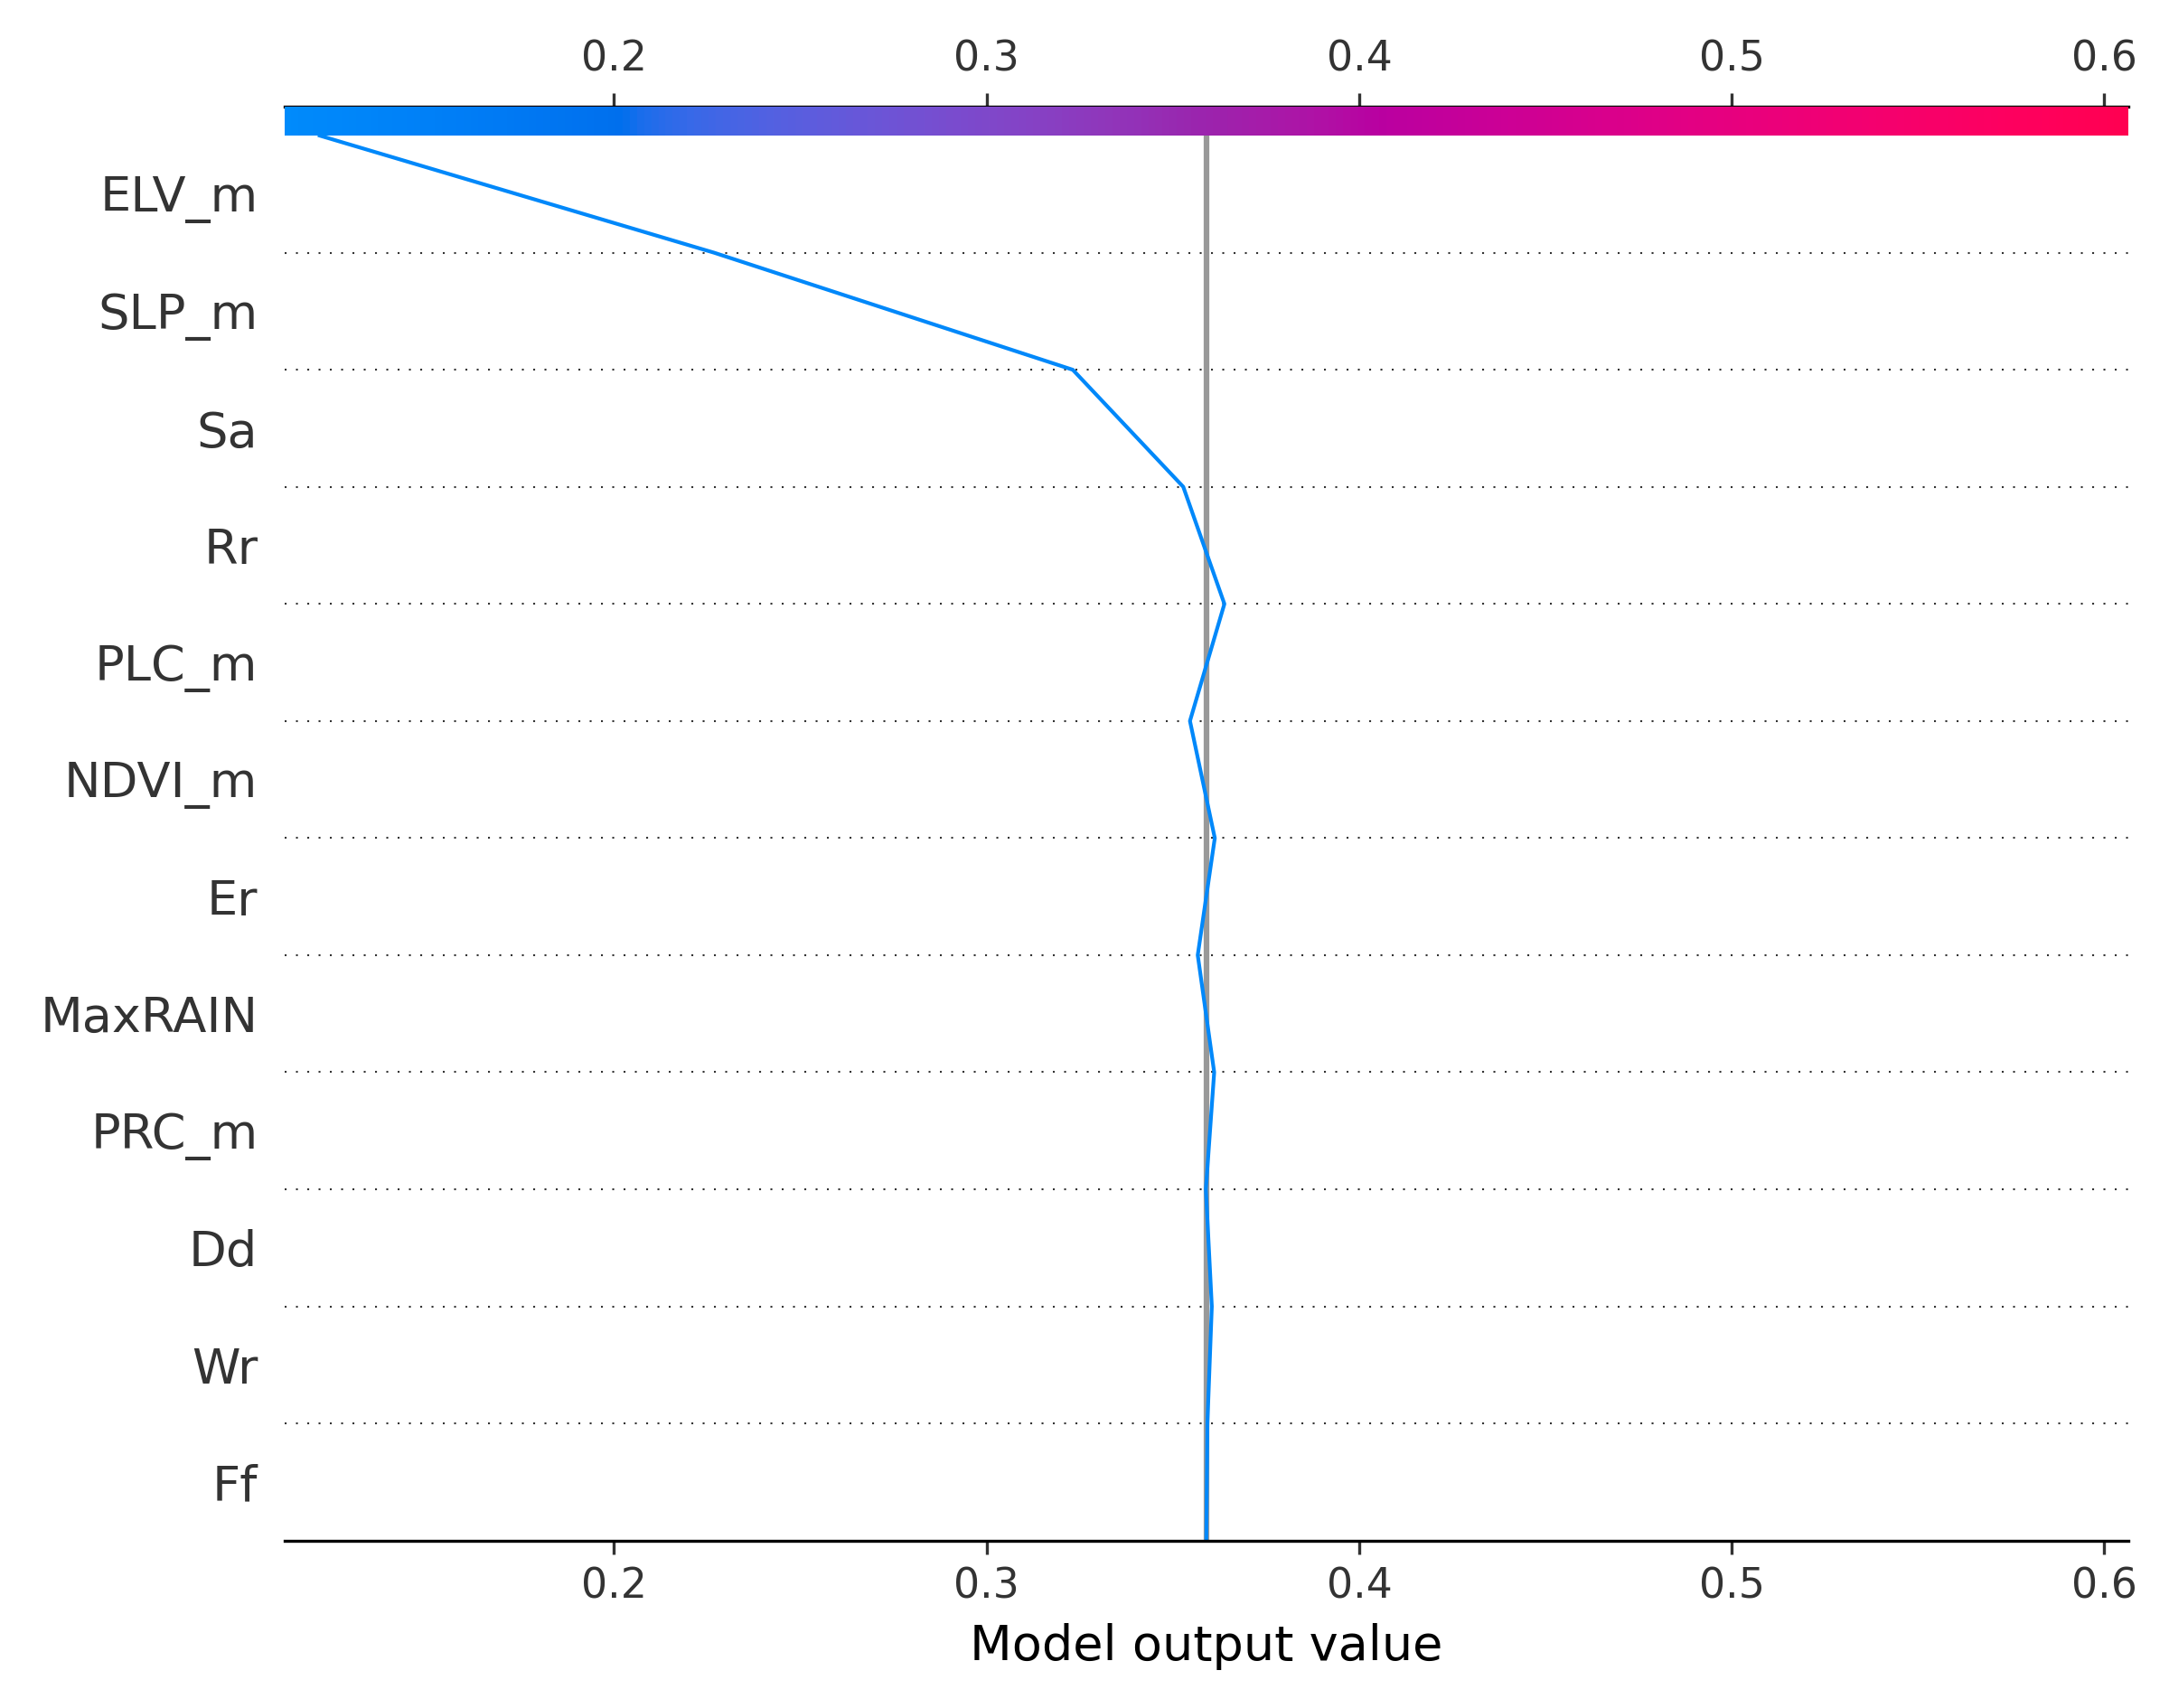 0.2 0.3 0.4 0.5 0.6
ELV_m
SLP_m
Sa
Rr
PLC_m
NDVI_m
Er
MaxRAIN
PRC_m
Dd
Wr
Ff
0.2 0.3 0.4 0.5 0.6
Model output value